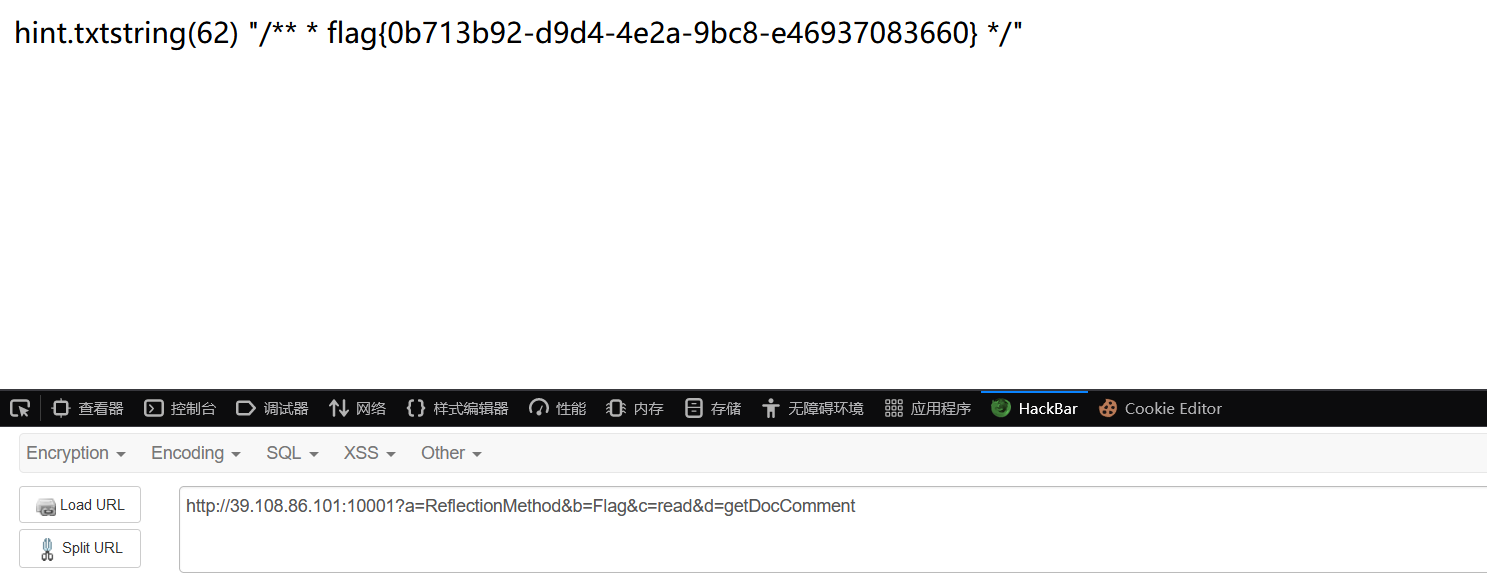 hint.txtstring(62) "/** * flag{0b713b92-d9d4-4e2a-9bc8-e46937083660} */"
查看器 控制台 调试器 网络 样式编辑器 性能 内存 存储 无障碍环境 应用程序 HackBar Cookie Editor
Encryption Encoding SQL XSS Other
Load URL http://39.108.86.101:10001?a=ReflectionMethod&b=Flag&c=read&d=getDocComment
Split URL